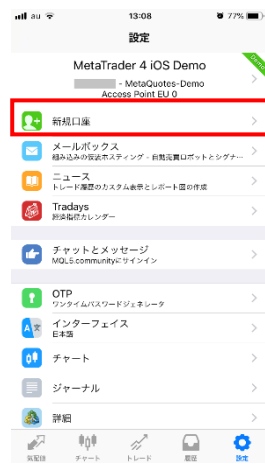 au
13:08
77%
設定
MetaTrader 4 iOS Demo
Demo
- MetaQuotes-Demo
Access Point EU 0
新規口座
メールボックス
組み込みの仮装ホスティング - 自動売買ロボットとシグナ…
ニュース
トレード履歴のカスタム表示とレポート図の作成
Tradays
経済指標カレンダー
チャットとメッセージ
MQL5.communityにサインイン
OTP
ワンタイムパスワードジェネレータ
インターフェイス
日本語
チャート
ジャーナル
詳細
気配値
チャート
トレード
履歴
設定